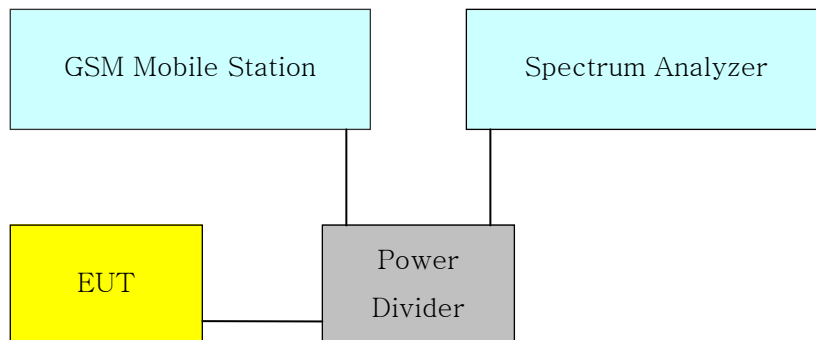 GSM Mobile Station
Spectrum Analyzer
EUT
Power
Divider